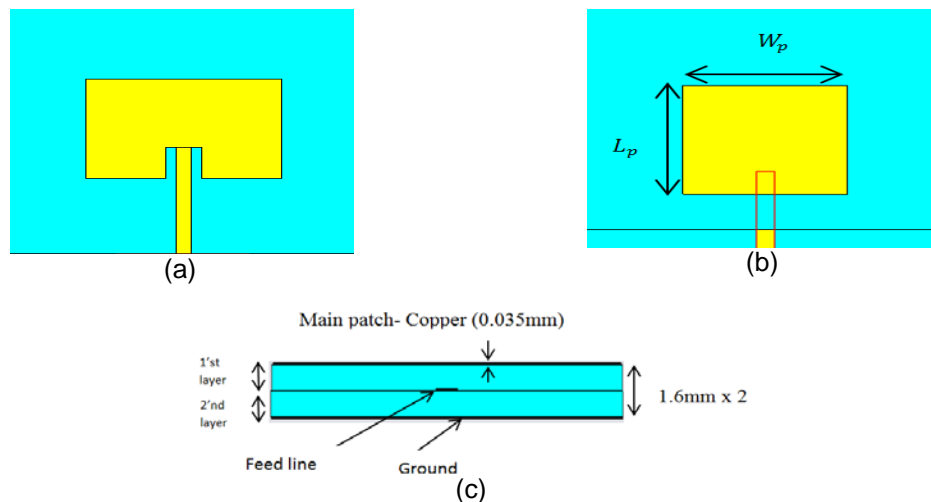 W_p
L_p
(a)
(b)
Main patch- Copper (0.035mm)
1'st
layer
2'nd
layer
1.6mm x 2
Feed line
Ground
(c)